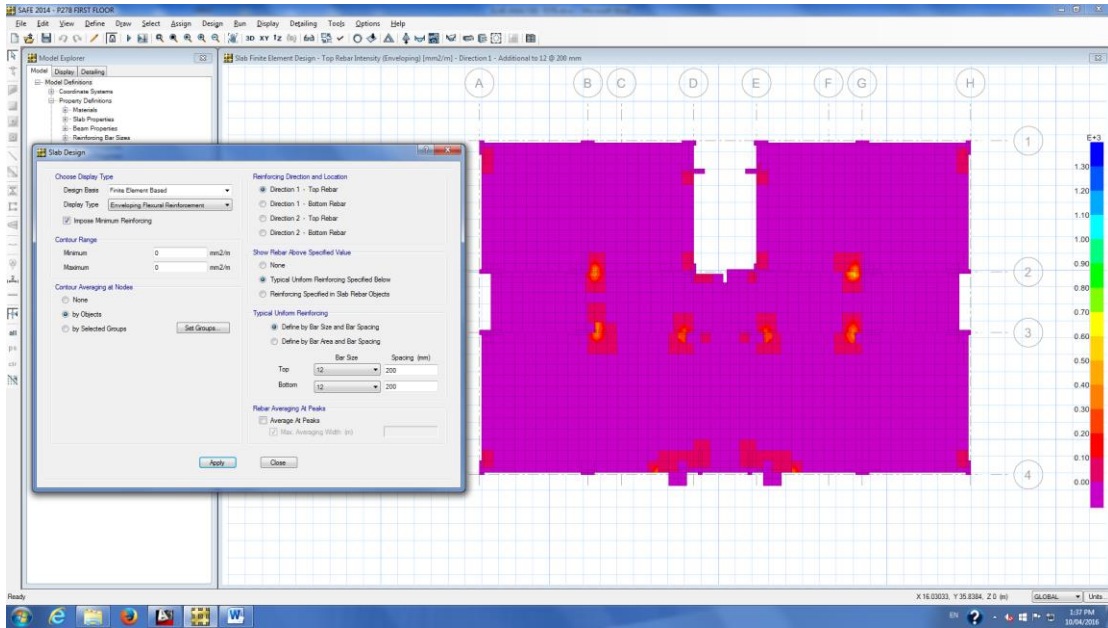 SAFE 2014 - P278 FIRST FLOOR
File Edit View Define Draw Select Assign Design Run Display Detailing Tools Options Help
3D XY
Model Explorer
Model Display Detailing
Model Definitions
Coordinate Systems
Property Definitions
Materials
Slab Properties
Beam Properties
Reinforcing Bar Sizes
Slab Finite Element Design - Top Rebar Intensity (Enveloping) [mm2/m] - Direction 1 - Additional to 12 @ 200 mm
Slab Design
Choose Display Type
Design Basis Finite Element Based
Display Type Enveloping Flexural Reinforcement
Impose Minimum Reinforcing
Contour Range
Minimum 0 mm2/m
Maximum 0 mm2/m
Contour Averaging at Nodes
None
by Objects
by Selected Groups Set Groups...
Reinforcing Direction and Location
Direction 1 - Top Rebar
Direction 1 - Bottom Rebar
Direction 2 - Top Rebar
Direction 2 - Bottom Rebar
Show Rebar Above Specified Value
None
Typical Uniform Reinforcing Specified Below
Reinforcing Specified in Slab Rebar Objects
Typical Uniform Reinforcing
Define by Bar Size and Bar Spacing
Define by Bar Area and Bar Spacing
Bar Size Spacing (mm)
Top 12 200
Bottom 12 200
Rebar Averaging At Peaks
Average At Peaks
Max. Averaging Width (m)
Apply Close
A B C D E F G H
1
2
3
4
E+3
1.30
1.20
1.10
1.00
0.90
0.80
0.70
0.60
0.50
0.40
0.30
0.20
0.10
0.00
all
Ready
X 16.03033, Y 35.8384, Z 0 (m) GLOBAL Units...
EN 1:37 PM
10/04/2016